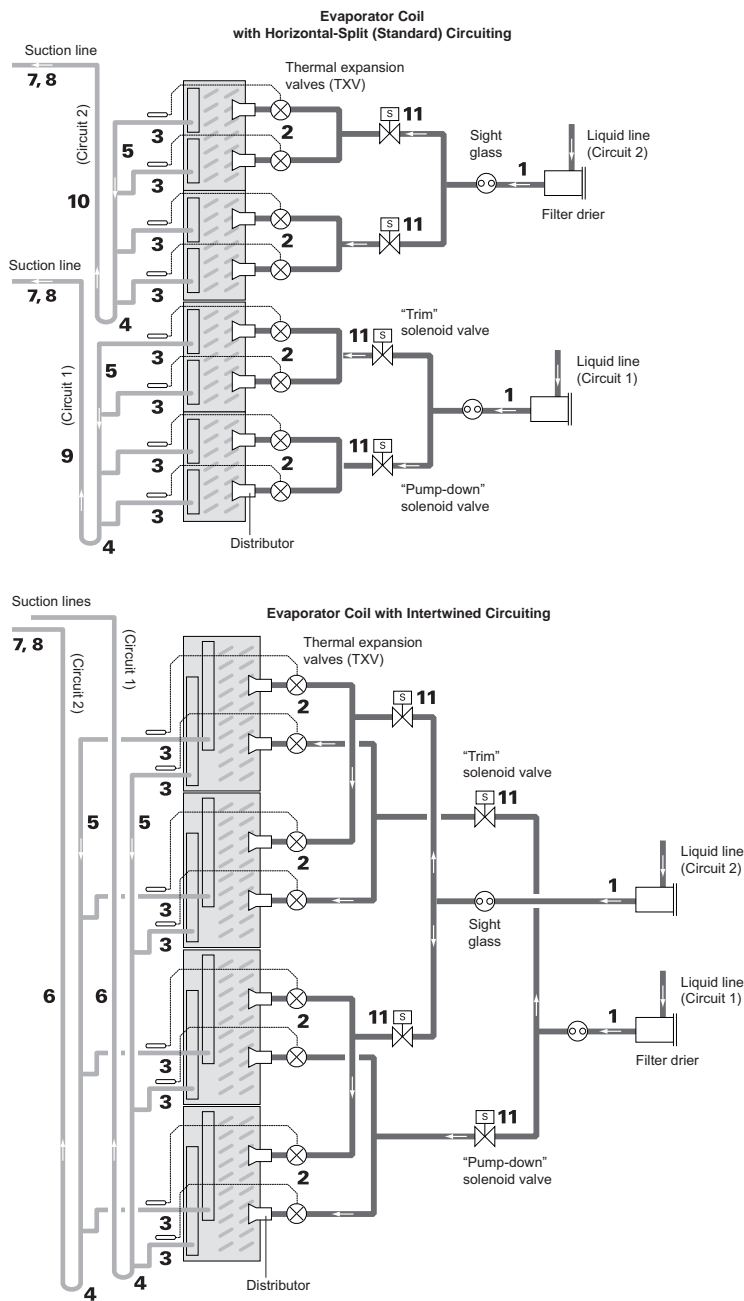 Evaporator Coil
with Horizontal-Split (Standard) Circuiting
Suction line
7, 8
(Circuit 2)
Thermal expansion
valves (TXV)
11
S
Sight
glass
Liquid line
(Circuit 2)
1
Filter drier
5
3
2
3
10
S
11
3
2
3
Suction line
7, 8
4
"Trim"
solenoid valve
11
S
3
2
5
3
(Circuit 1)
Liquid line
(Circuit 1)
1
9
11
S
3
2
3
"Pump-down"
solenoid valve
4
Distributor
Suction lines
Evaporator Coil with Intertwined Circuiting
7, 8
(Circuit 2)
(Circuit 1)
Thermal expansion
valves (TXV)
2
S
11
3
3
"Trim"
solenoid valve
S
11
5
5
2
Liquid line
(Circuit 2)
1
3
3
Sight
glass
6
6
2
11
S
Liquid line
(Circuit 1)
1
Filter drier
3
3
S
11
"Pump-down"
solenoid valve
2
3
3
4
4
Distributor